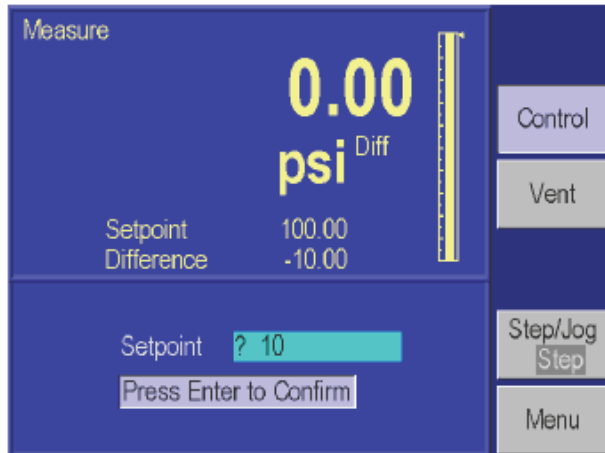 Measure
0.00
psi Diff
Setpoint 100.00
Difference -10.00
Setpoint ? 10
Press Enter to Confirm
Control
Vent
Step/Jog
Step
Menu